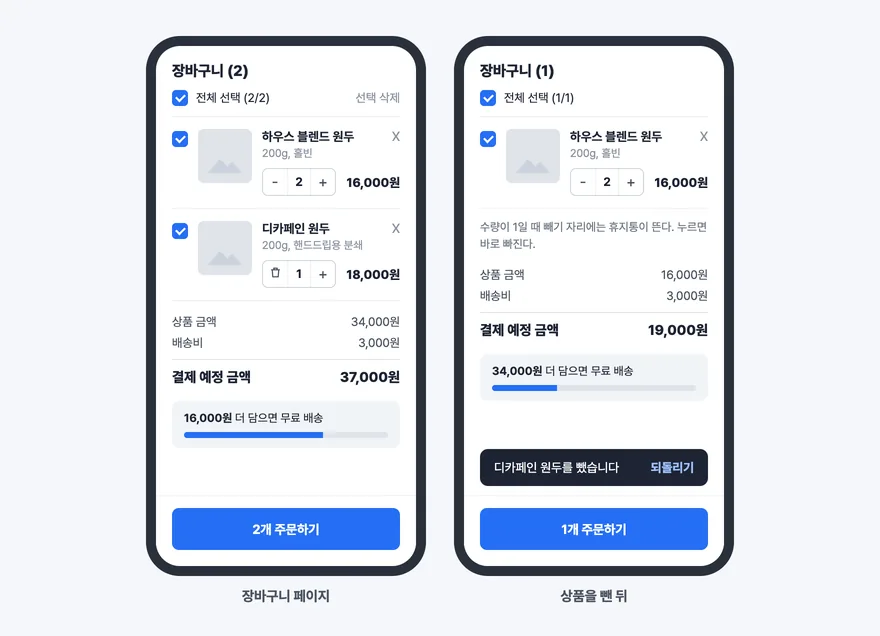 장바구니 (2)
전체 선택 (2/2) 선택 삭제
하우스 블렌드 원두 X
200g, 홀빈
- 2 + 16,000원
디카페인 원두 X
200g, 핸드드립용 분쇄
1 + 18,000원
상품 금액 34,000원
배송비 3,000원
결제 예정 금액 37,000원
16,000원 더 담으면 무료 배송
2개 주문하기
장바구니 페이지
장바구니 (1)
전체 선택 (1/1)
하우스 블렌드 원두 X
200g, 홀빈
- 2 + 16,000원
수량이 1일 때 빼기 자리에는 휴지통이 뜬다. 누르면
바로 빠진다.
상품 금액 16,000원
배송비 3,000원
결제 예정 금액 19,000원
34,000원 더 담으면 무료 배송
디카페인 원두를 뺐습니다 되돌리기
1개 주문하기
상품을 뺀 뒤